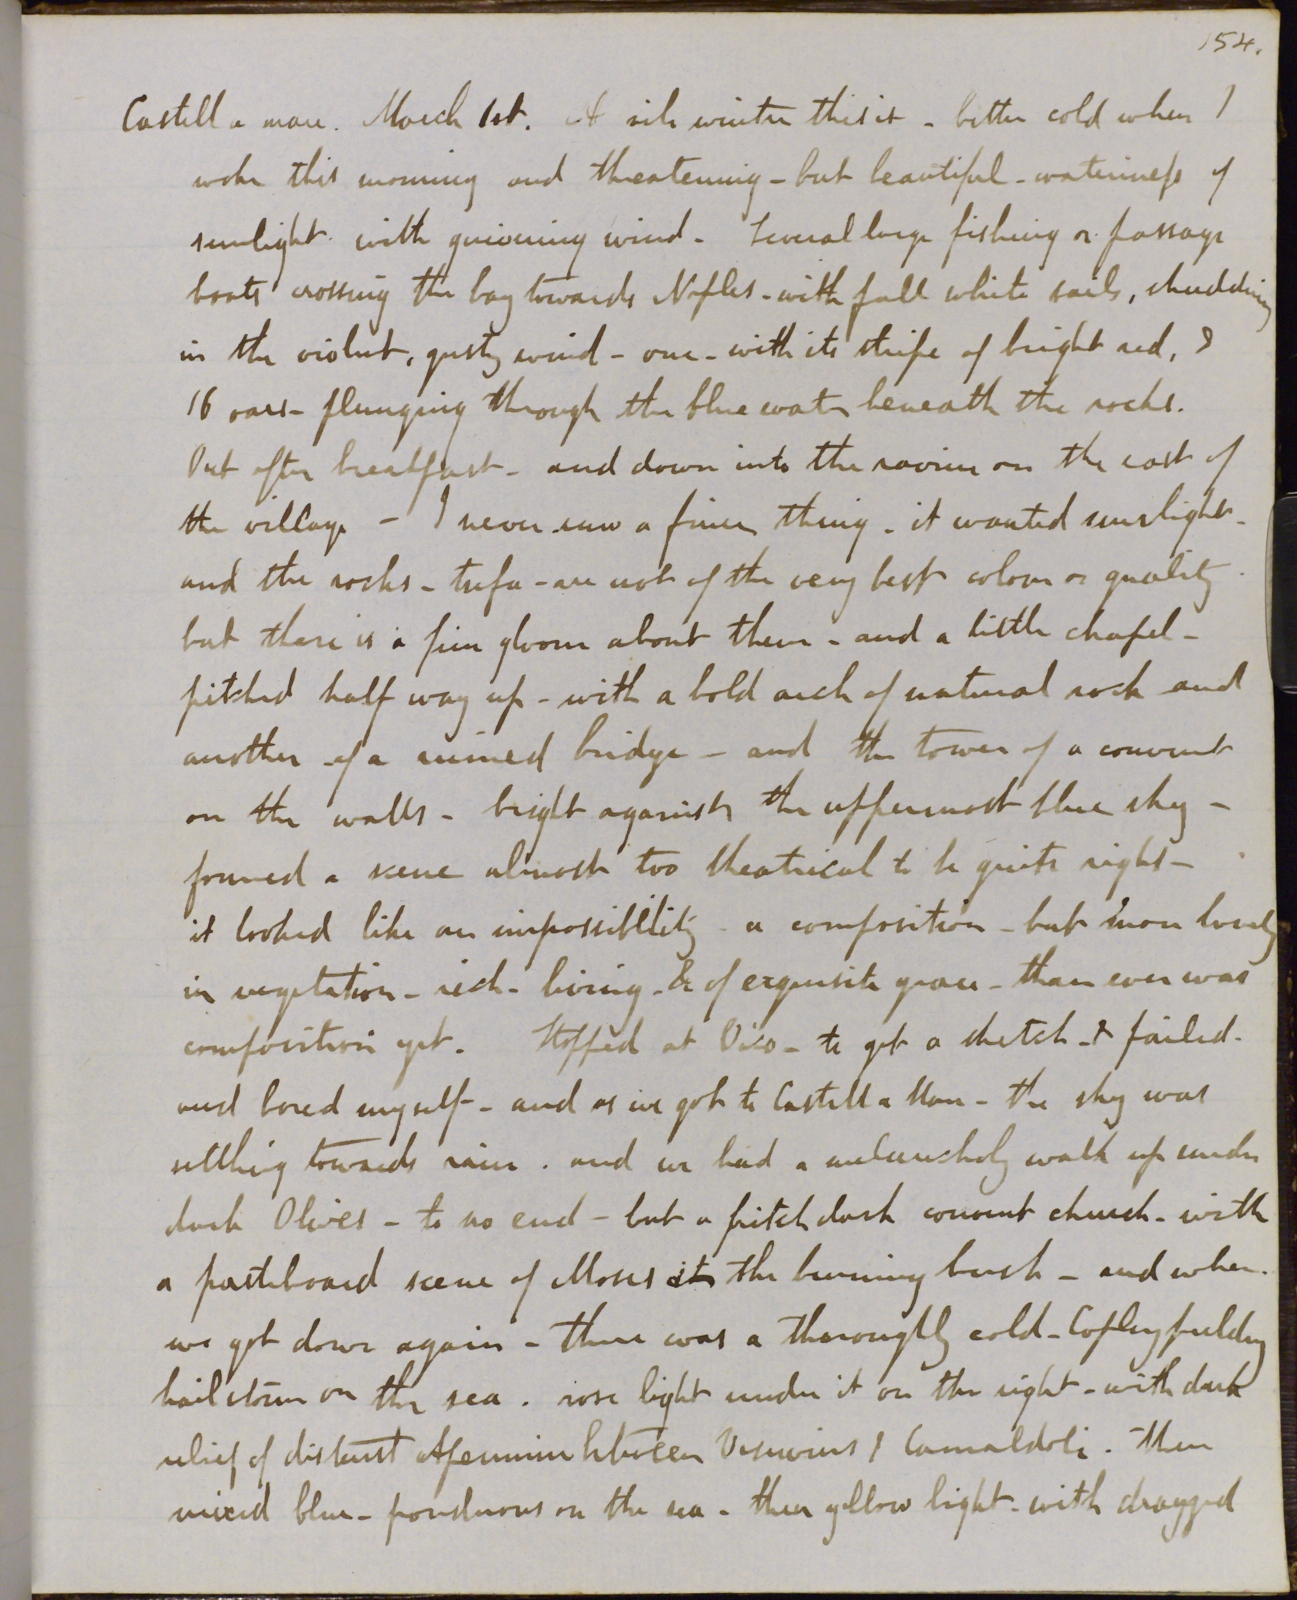 154.
Castell a mare. March 1st. A vile winter this is - bitter cold when I
woke this morning and threatening - but beautiful - wateriness of
sunlight with quivering wind - Several large fishing or passage
boats crossing the bay towards Naples - with full white sails, shuddering
in the violent, gusty wind - one - with its stripe of bright red, &
16 oars - plunging through the blue water beneath the rocks.
Out after breakfast - and down into the ravine on the east of
the village - I never saw a finer thing - it wanted sunlight -
and the rocks - tufa - are not of the very best colour or quality
but there is a fine gloom about them - and a little chapel -
pitched half way up - with a bold arch of natural rock and
another of a ruined bridge - and the tower of a convent
on the walls - bright against the uppermost blue sky -
formed a scene almost too theatrical to be quite right -
it looked like an impossibility - a composition - but more lovely
in vegetation - rich - living - & of exquisite grace - than ever was
composition yet. Stopped at Vico - to get a sketch - & failed -
and bored myself - and as we got to Castell a Mare - the sky was
settling towards rain. and we had a melancholy walk up under
dark Olives - to no end - but a pitch dark convent church - with
a pasteboard scene of Moses at the burning bush - and when
we got down again - there was a thoroughly cold - Copley fielding
hailstorm on the sea. rose light under it on the right - with dark
relief of distant Apennine between Vesuvius & Camaldoli. Then
mixed blue - ponderous on the sea - then yellow light - with dragged